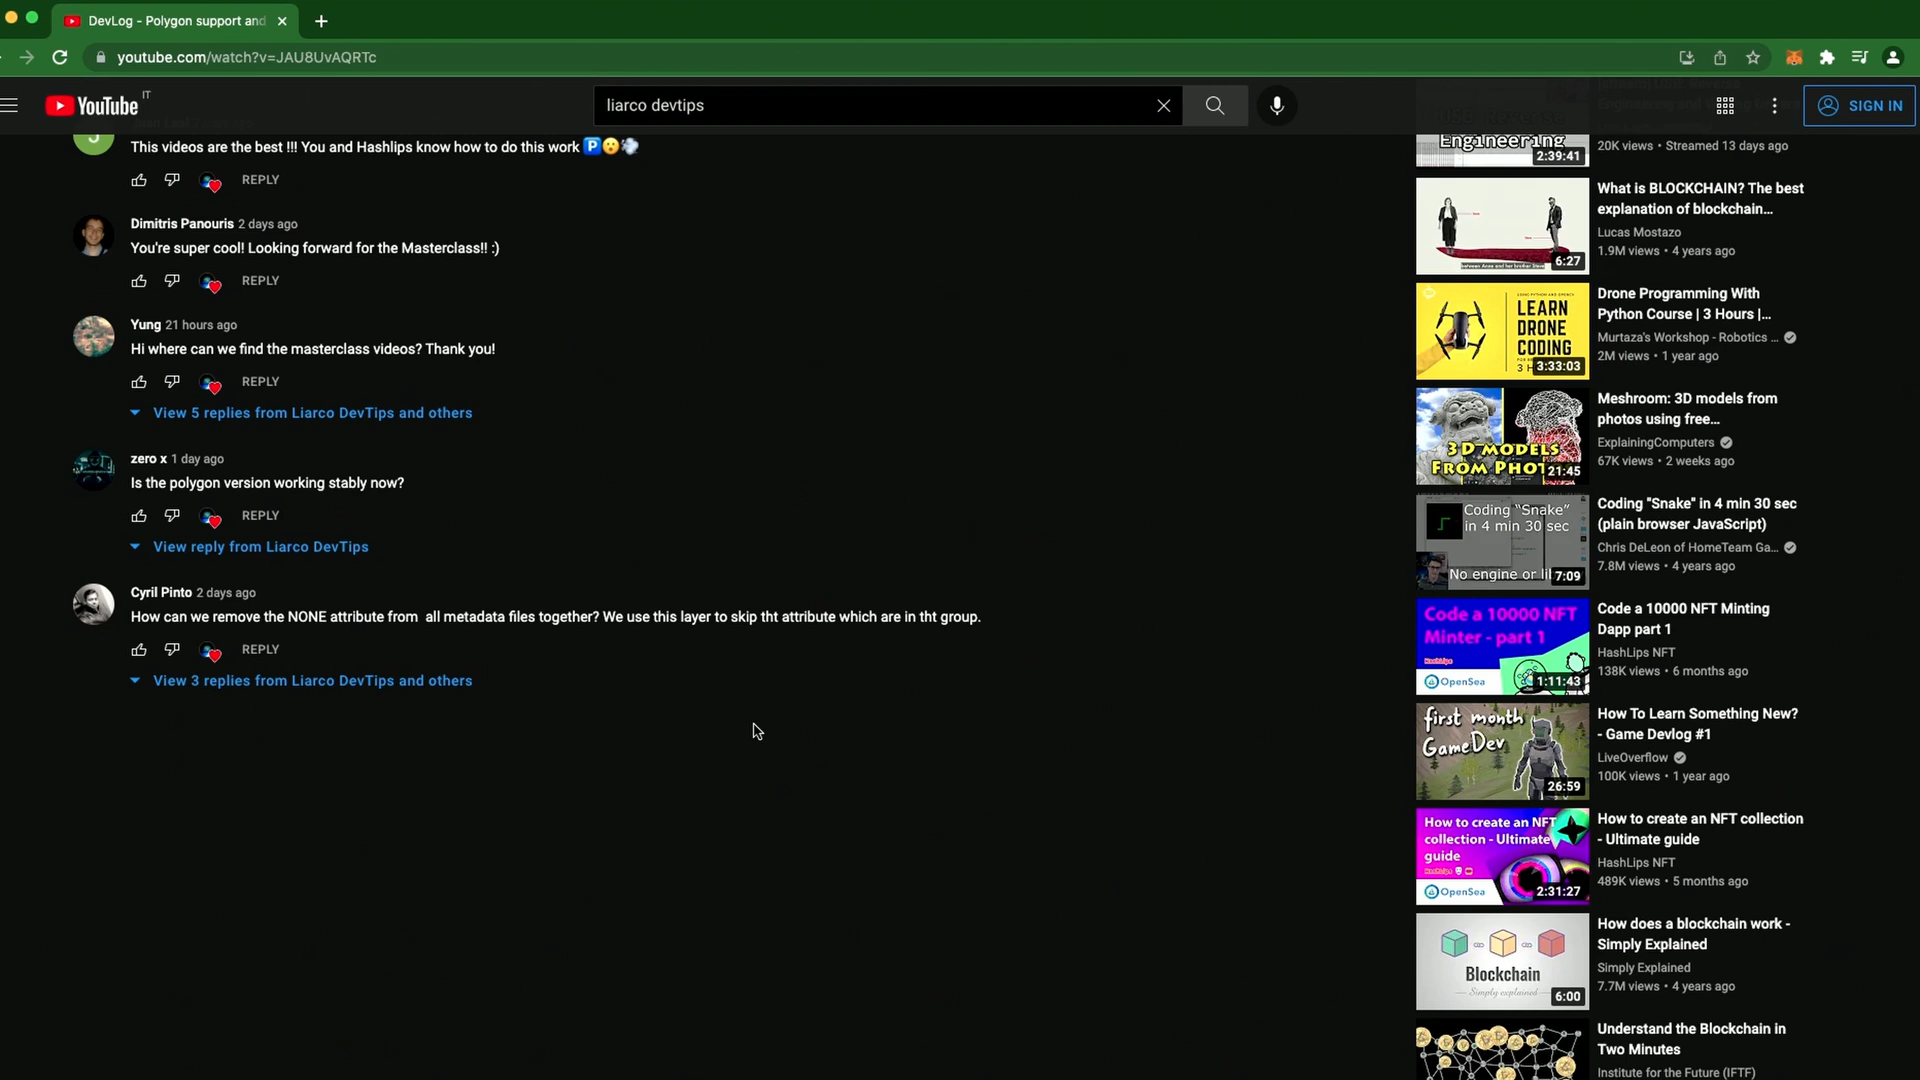 DevLog - Polygon support and
youtube.com/watch?v=JAU8UvAQRTc
YouTube IT
liarco devtips
SIGN IN
This videos are the best !!! You and Hashlips know how to do this work 🅿😮💨
REPLY
Dimitris Panouris 2 days ago
You're super cool! Looking forward for the Masterclass!! :)
REPLY
Yung 21 hours ago
Hi where can we find the masterclass videos? Thank you!
REPLY
View 5 replies from Liarco DevTips and others
zero x 1 day ago
Is the polygon version working stably now?
REPLY
View reply from Liarco DevTips
Cyril Pinto 2 days ago
How can we remove the NONE attribute from  all metadata files together? We use this layer to skip tht attribute which are in tht group.
REPLY
View 3 replies from Liarco DevTips and others
Engineering
2:39:41
20K views • Streamed 13 days ago
6:27
What is BLOCKCHAIN? The best
explanation of blockchain...
Lucas Mostazo
1.9M views • 4 years ago
LEARN
DRONE
CODING
3:33:03
Drone Programming With
Python Course | 3 Hours |...
Murtaza's Workshop - Robotics ...
2M views • 1 year ago
3D MODELS
FROM PHOT
21:45
Meshroom: 3D models from
photos using free...
ExplainingComputers
67K views • 2 weeks ago
Coding "Snake"
in 4 min 30 sec
No engine or li
7:09
Coding "Snake" in 4 min 30 sec
(plain browser JavaScript)
Chris DeLeon of HomeTeam Ga...
7.8M views • 4 years ago
Code a 10000 NFT
Minter - part 1
HashLips
OpenSea
1:11:43
Code a 10000 NFT Minting
Dapp part 1
HashLips NFT
138K views • 6 months ago
first month
GameDev
26:59
How To Learn Something New?
- Game Devlog #1
LiveOverflow
100K views • 1 year ago
How to create an NFT
collection - Ultimate
guide
HashLips
OpenSea
2:31:27
How to create an NFT collection
- Ultimate guide
HashLips NFT
489K views • 5 months ago
Blockchain
Simply explained
6:00
How does a blockchain work -
Simply Explained
Simply Explained
7.7M views • 4 years ago
Understand the Blockchain in
Two Minutes
Institute for the Future (IFTF)